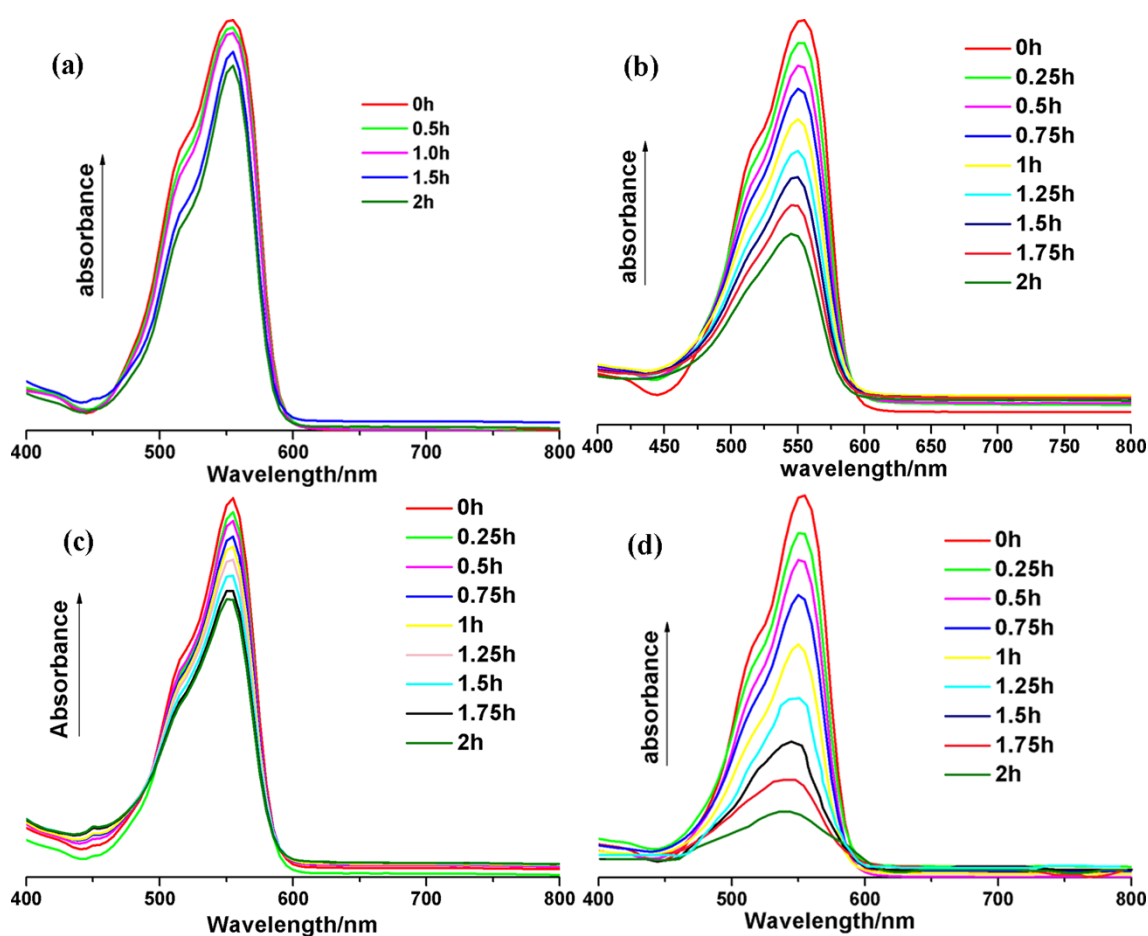 (a)
absorbance
0h
0.5h
1.0h
1.5h
2h
400 500 600 700 800
Wavelength/nm
(b)
absorbance
0h
0.25h
0.5h
0.75h
1h
1.25h
1.5h
1.75h
2h
400 450 500 550 600 650 700 750 800
wavelength/nm
(c)
Absorbance
0h
0.25h
0.5h
0.75h
1h
1.25h
1.5h
1.75h
2h
400 500 600 700 800
Wavelength/nm
(d)
absorbance
0h
0.25h
0.5h
0.75h
1h
1.25h
1.5h
1.75h
2h
400 500 600 700 800
Wavelength/nm